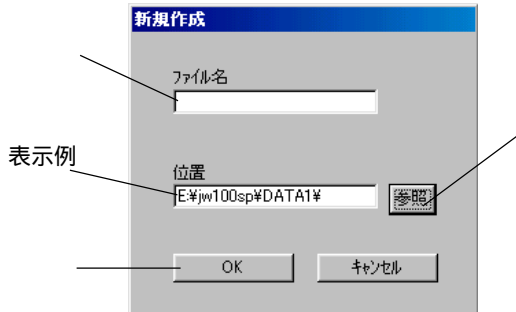 新規作成
ファイル名
表示例
位置
E:¥jw100sp¥DATA1¥
参照
OK キャンセル